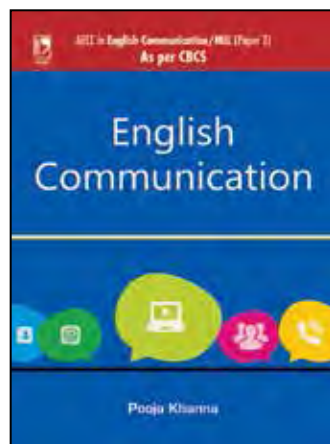 AECC in English Communication/MIL (Paper 2)
As per CBCS
English
Communication
Pooja Khanna